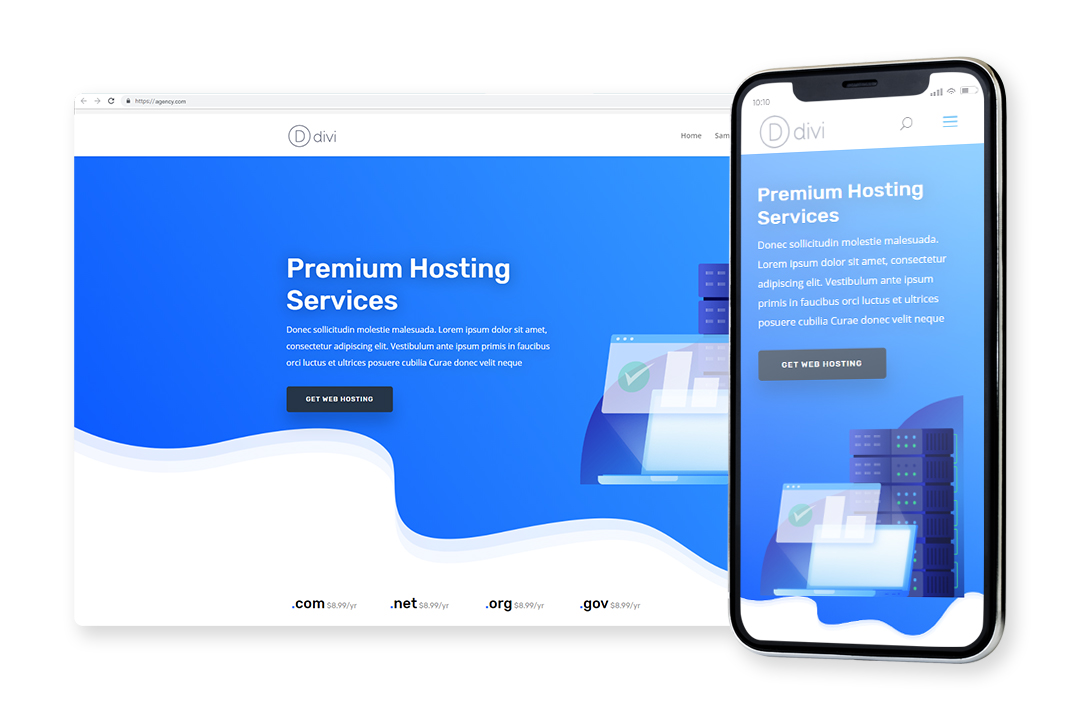 https://agency.com
divi
Home
Premium Hosting
Services
Donec sollicitudin molestie malesuada. Lorem ipsum dolor sit amet,
consectetur adipiscing elit. Vestibulum ante ipsum primis in faucibus
orci luctus et ultrices posuere cubilia Curae donec velit neque
GET WEB HOSTING
.com $8.99/yr
.net $8.99/yr
.org $8.99/yr
.gov $8.99/yr
10:10
divi
Premium Hosting
Services
Donec sollicitudin molestie malesuada.
Lorem ipsum dolor sit amet, consectetur
adipiscing elit. Vestibulum ante ipsum
primis in faucibus orci luctus et ultrices
posuere cubilia Curae donec velit neque
GET WEB HOSTING